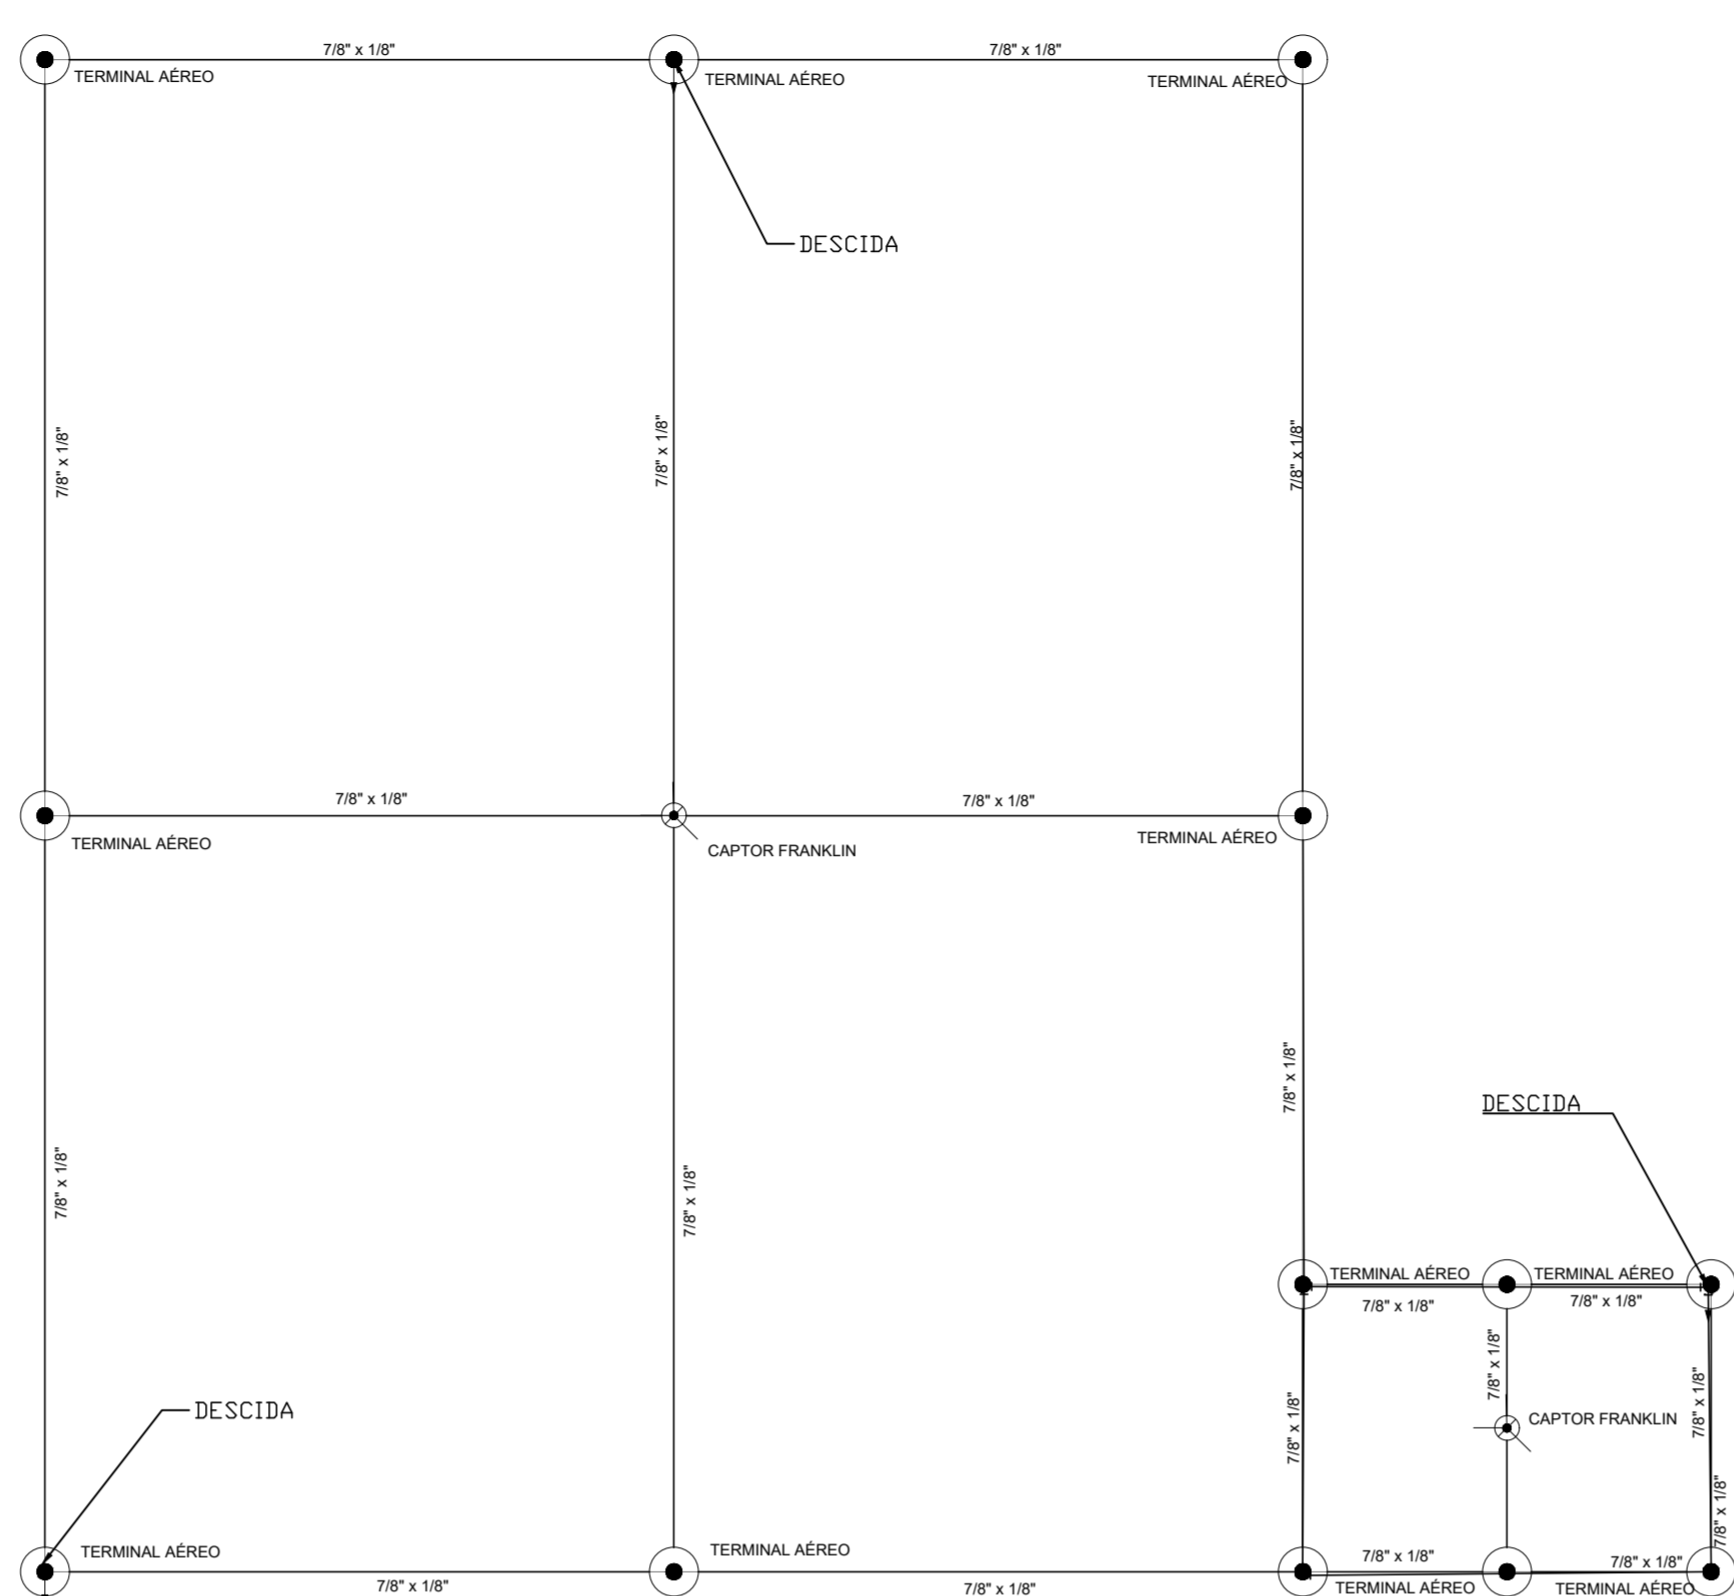 7/8" x 1/8"
7/8" x 1/8"
TERMINAL AÉREO
TERMINAL AÉREO
TERMINAL AÉREO
DESCIDA
7/8" x 1/8"
7/8" x 1/8"
7/8" x 1/8"
7/8" x 1/8"
7/8" x 1/8"
TERMINAL AÉREO
CAPTOR FRANKLIN
TERMINAL AÉREO
7/8" x 1/8"
DESCIDA
7/8" x 1/8"
7/8" x 1/8"
TERMINAL AÉREO
TERMINAL AÉREO
7/8" x 1/8"
7/8" x 1/8"
7/8" x 1/8"
7/8" x 1/8"
7/8" x 1/8"
CAPTOR FRANKLIN
DESCIDA
7/8" x 1/8"
TERMINAL AÉREO
TERMINAL AÉREO
7/8" x 1/8"
7/8" x 1/8"
7/8" x 1/8"
7/8" x 1/8"
TERMINAL AÉREO
TERMINAL AÉREO